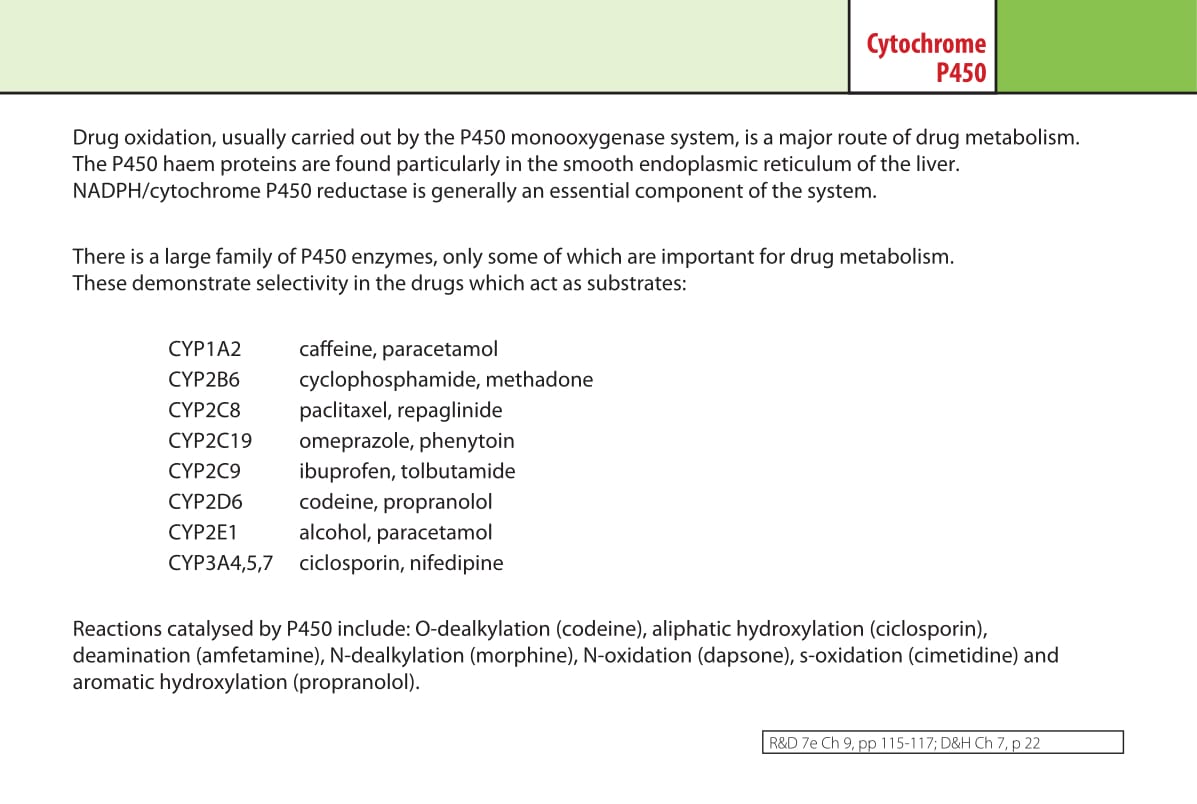 Cytochrome
P450
Drug oxidation, usually carried out by the P450 monooxygenase system, is a major route of drug metabolism.
The P450 haem proteins are found particularly in the smooth endoplasmic reticulum of the liver.
NADPH/cytochrome P450 reductase is generally an essential component of the system.
There is a large family of P450 enzymes, only some of which are important for drug metabolism.
These demonstrate selectivity in the drugs which act as substrates:
CYP1A2 caffeine, paracetamol
CYP2B6 cyclophosphamide, methadone
CYP2C8 paclitaxel, repaglinide
CYP2C19 omeprazole, phenytoin
CYP2C9 ibuprofen, tolbutamide
CYP2D6 codeine, propranolol
CYP2E1 alcohol, paracetamol
CYP3A4,5,7 ciclosporin, nifedipine
Reactions catalysed by P450 include: O-dealkylation (codeine), aliphatic hydroxylation (ciclosporin),
deamination (amfetamine), N-dealkylation (morphine), N-oxidation (dapsone), s-oxidation (cimetidine) and
aromatic hydroxylation (propranolol).
R&D 7e Ch 9, pp 115-117; D&H Ch 7, p 22